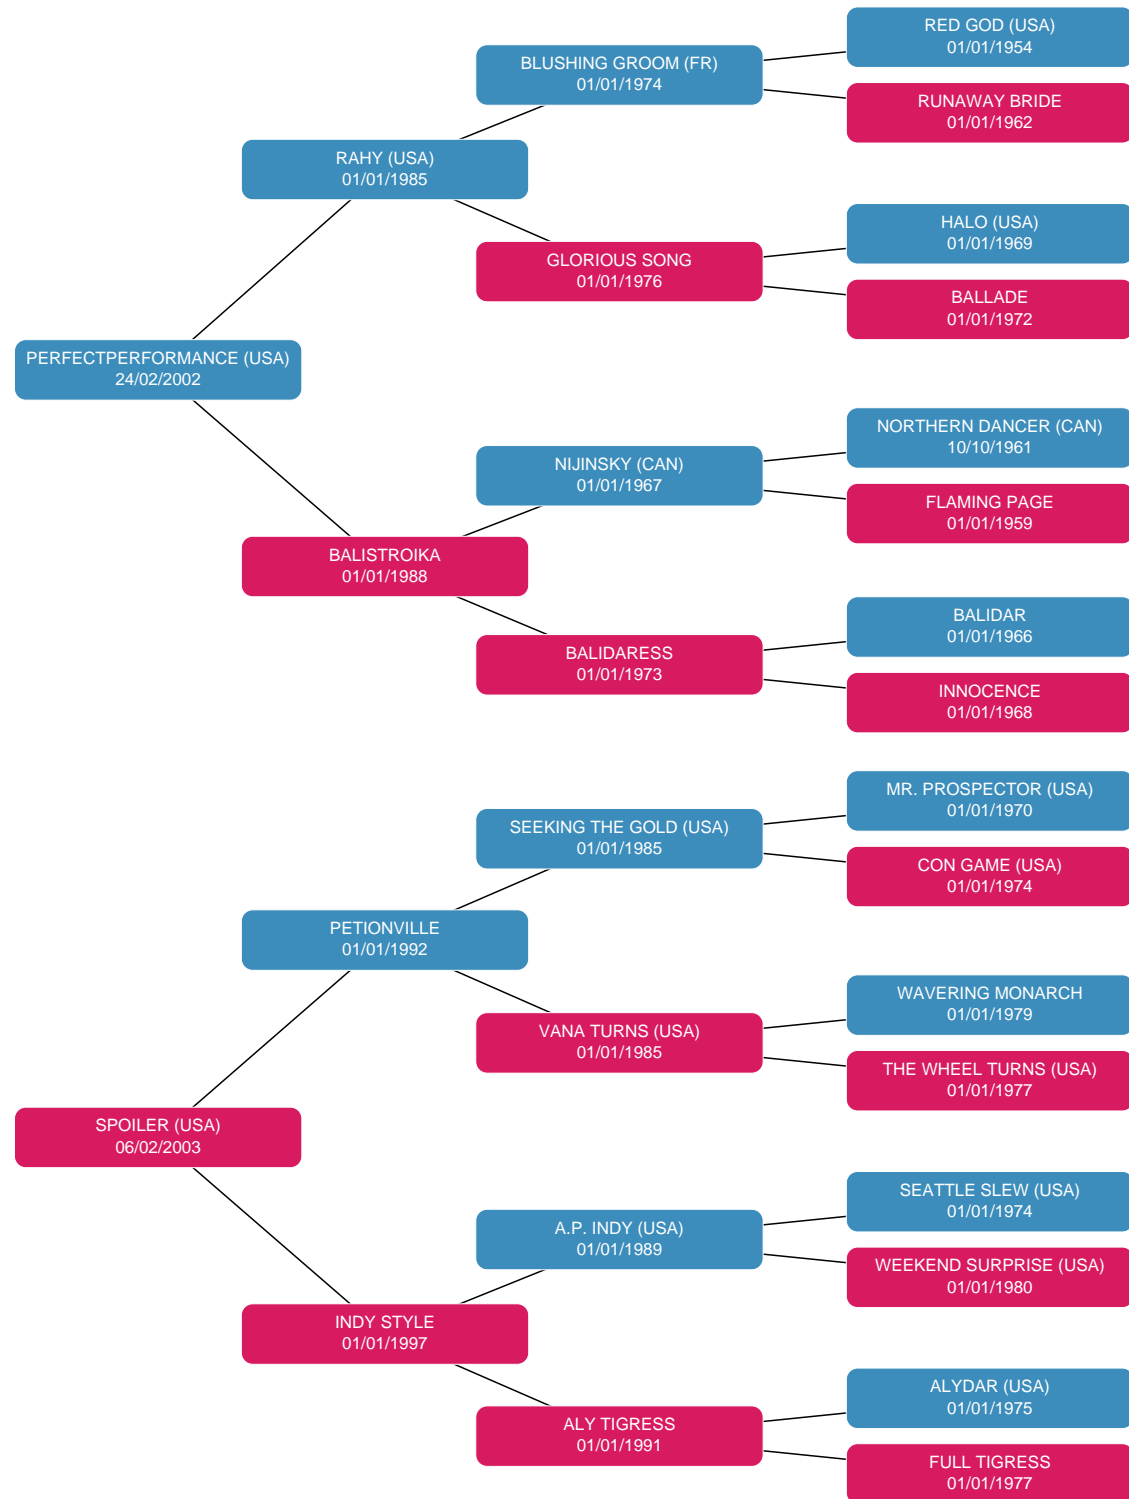 RED GOD (USA)
01/01/1954
BLUSHING GROOM (FR)
01/01/1974
RUNAWAY BRIDE
01/01/1962
RAHY (USA)
01/01/1985
HALO (USA)
01/01/1969
GLORIOUS SONG
01/01/1976
BALLADE
01/01/1972
PERFECTPERFORMANCE (USA)
24/02/2002
NORTHERN DANCER (CAN)
10/10/1961
NIJINSKY (CAN)
01/01/1967
FLAMING PAGE
01/01/1959
BALISTROIKA
01/01/1988
BALIDAR
01/01/1966
BALIDARESS
01/01/1973
INNOCENCE
01/01/1968
MR. PROSPECTOR (USA)
01/01/1970
SEEKING THE GOLD (USA)
01/01/1985
CON GAME (USA)
01/01/1974
PETIONVILLE
01/01/1992
WAVERING MONARCH
01/01/1979
VANA TURNS (USA)
01/01/1985
THE WHEEL TURNS (USA)
01/01/1977
SPOILER (USA)
06/02/2003
SEATTLE SLEW (USA)
01/01/1974
A.P. INDY (USA)
01/01/1989
WEEKEND SURPRISE (USA)
01/01/1980
INDY STYLE
01/01/1997
ALYDAR (USA)
01/01/1975
ALY TIGRESS
01/01/1991
FULL TIGRESS
01/01/1977